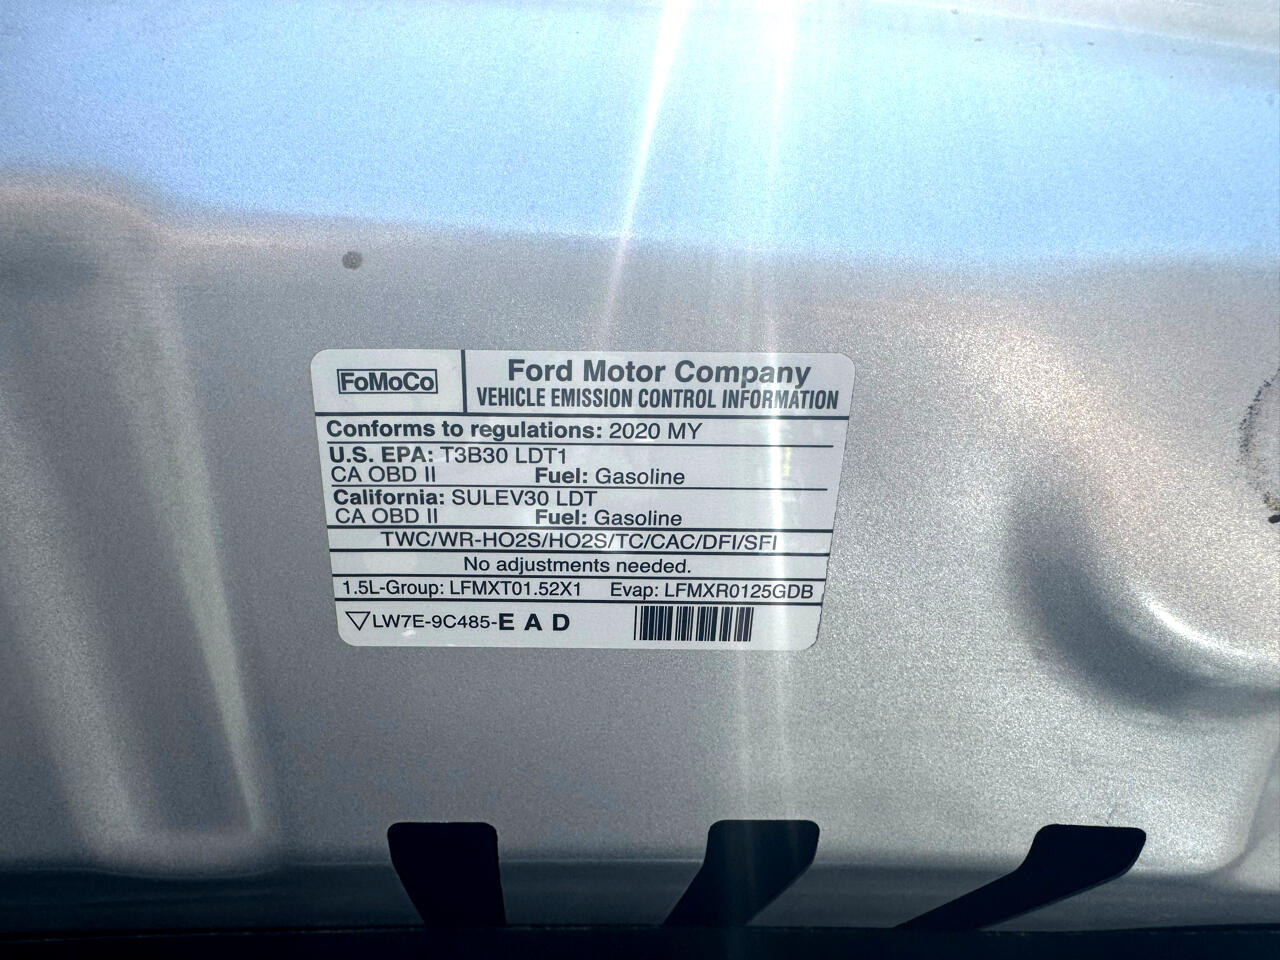 FoMoCo
Ford Motor Company
VEHICLE EMISSION CONTROL INFORMATION
Conforms to regulations: 2020 MY
U.S. EPA: T3B30 LDT1
CA OBD II Fuel: Gasoline
California: SULEV30 LDT
CA OBD II Fuel: Gasoline
TWC/WR-HO2S/HO2S/TC/CAC/DFI/SFI
No adjustments needed.
1.5L-Group: LFMXT01.52X1 Evap: LFMXR0125GDB
▽LW7E-9C485-E A D